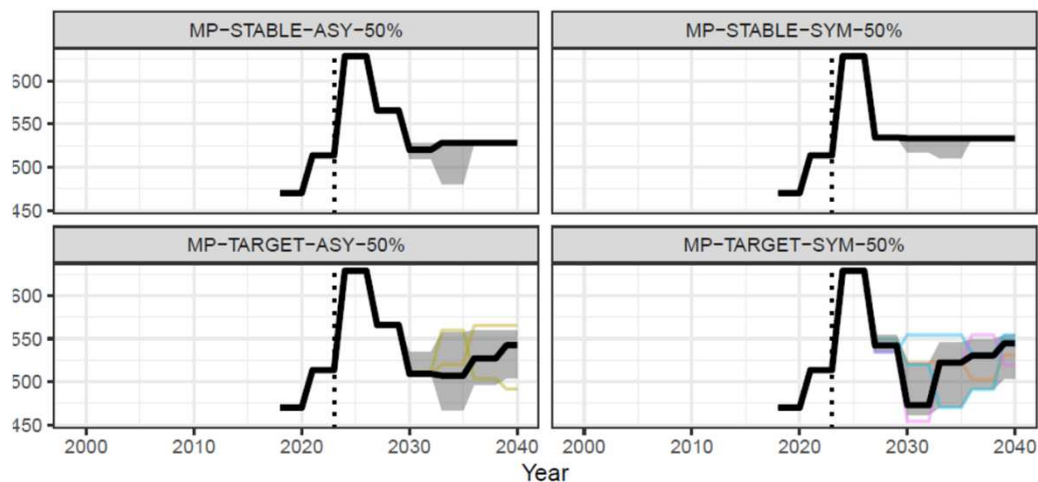 MP−STABLE−ASY−50%
MP−STABLE−SYM−50%
600
550
500
450
MP−TARGET−ASY−50%
MP−TARGET−SYM−50%
600
550
500
450
2000 2010 2020 2030 2040 2000 2010 2020 2030 2040
Year